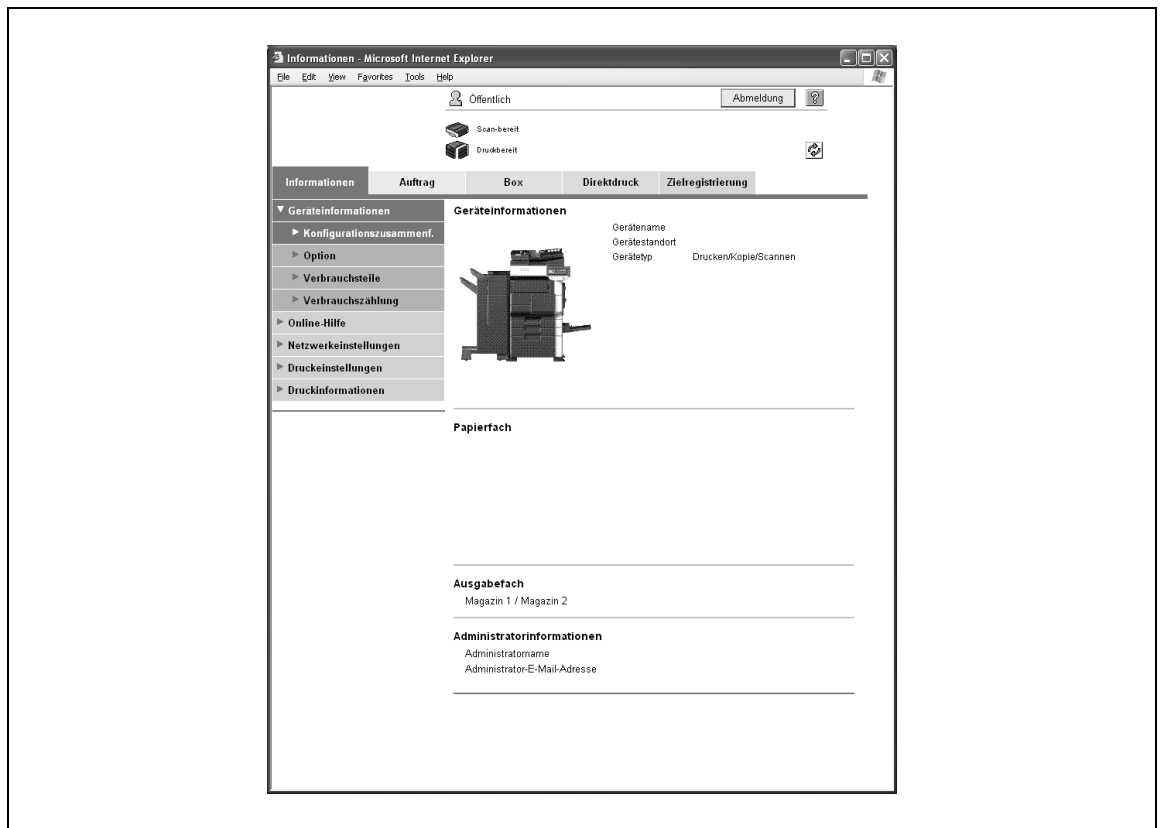 Informationen - Microsoft Internet Explorer
File Edit View Favorites Tools Help
Öffentlich
Abmeldung ?
Scan-bereit
Druckbereit
Informationen Auftrag Box Direktdruck Zielregistrierung
Geräteinformationen
Konfigurationszusammenf.
Option
Verbrauchsteile
Verbrauchszählung
Online-Hilfe
Netzwerkeinstellungen
Druckeinstellungen
Druckinformationen
Geräteinformationen
Gerätename
Gerätestandort
Gerätetyp Drucken/Kopie/Scannen
Papierfach
Ausgabefach
Magazin 1 / Magazin 2
Administratorinformationen
Administratorname
Administrator-E-Mail-Adresse